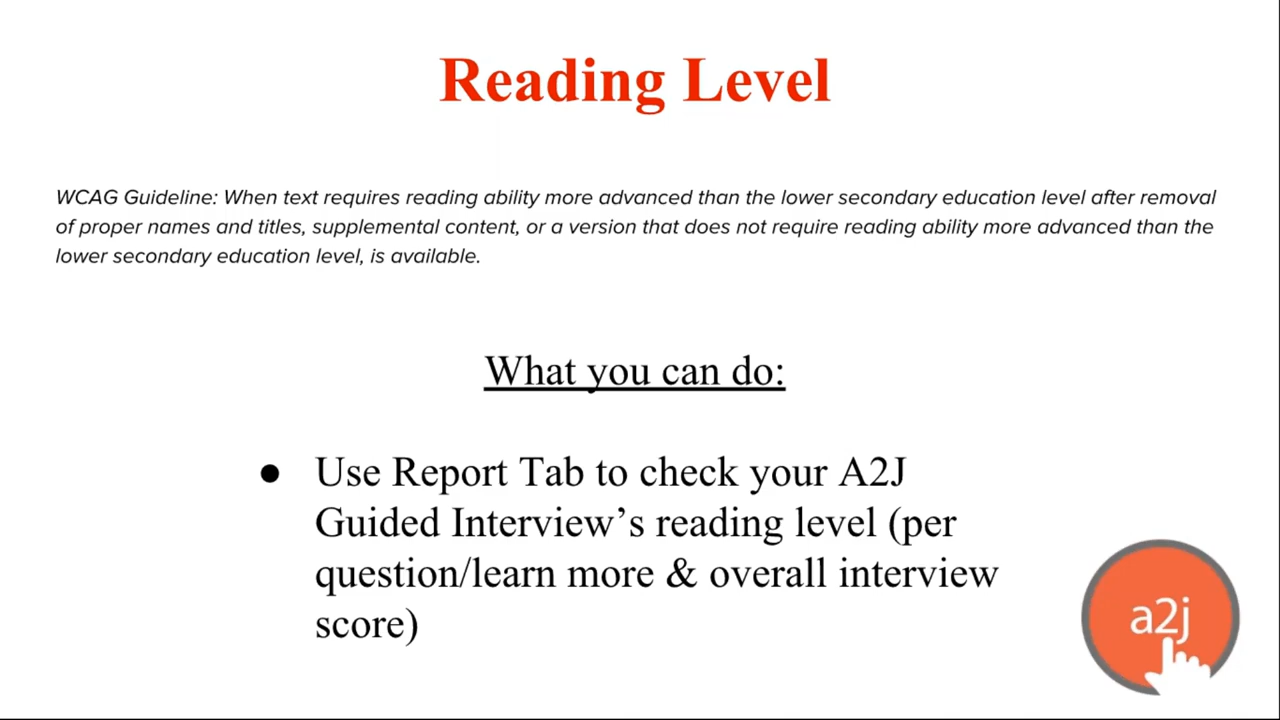 Reading Level
WCAG Guideline: When text requires reading ability more advanced than the lower secondary education level after removal
of proper names and titles, supplemental content, or a version that does not require reading ability more advanced than the
lower secondary education level, is available.
What you can do:
● Use Report Tab to check your A2J
Guided Interview’s reading level (per
question/learn more & overall interview
score)
a2j